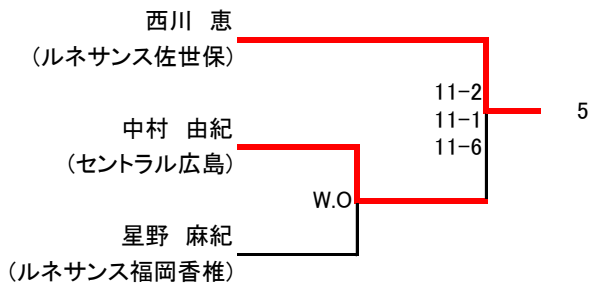 西川　恵
(ルネサンス佐世保)
11-2
11-1
11-6
5
中村　由紀
(セントラル広島)
W.O
星野　麻紀
(ルネサンス福岡香椎)